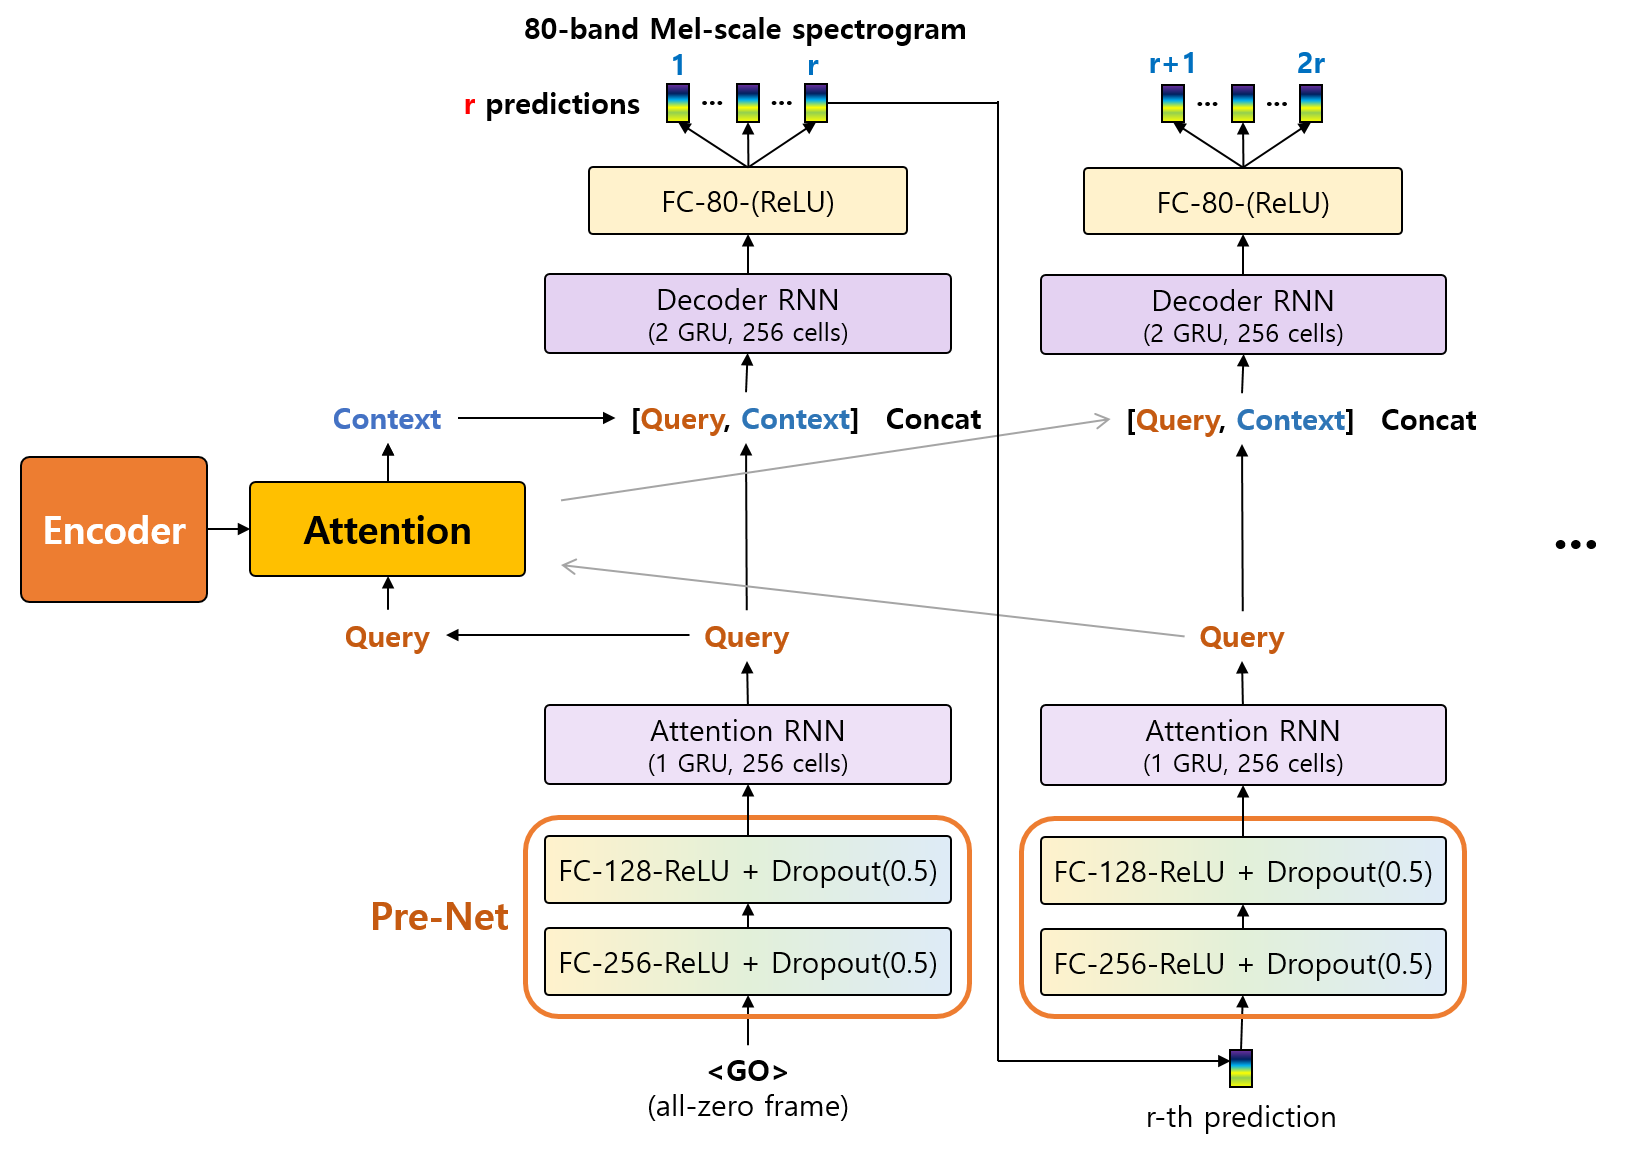 80-band Mel-scale spectrogram
1 r
r predictions ... ...
r+1 2r
... ...
FC-80-(ReLU)
FC-80-(ReLU)
Decoder RNN
(2 GRU, 256 cells)
Decoder RNN
(2 GRU, 256 cells)
Context
[Query, Context] Concat
[Query, Context] Concat
Encoder
Attention
...
Query
Query
Query
Attention RNN
(1 GRU, 256 cells)
Attention RNN
(1 GRU, 256 cells)
Pre-Net
FC-128-ReLU + Dropout(0.5)
FC-256-ReLU + Dropout(0.5)
FC-128-ReLU + Dropout(0.5)
FC-256-ReLU + Dropout(0.5)
<GO>
(all-zero frame)
r-th prediction